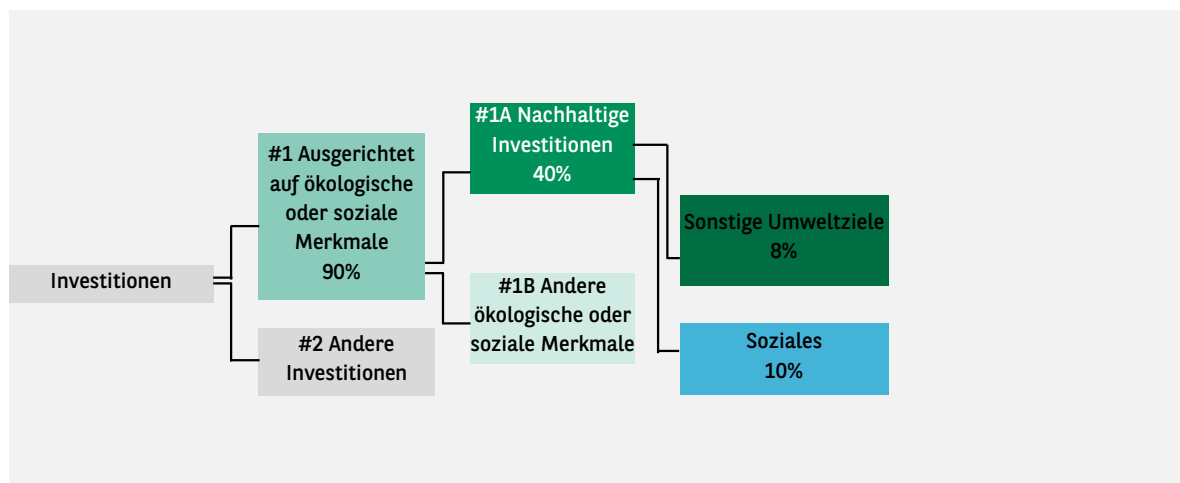 Investitionen
#1 Ausgerichtet
auf ökologische
oder soziale
Merkmale
90%
#2 Andere
Investitionen
#1A Nachhaltige
Investitionen
40%
#1B Andere
ökologische oder
soziale Merkmale
Sonstige Umweltziele
8%
Soziales
10%